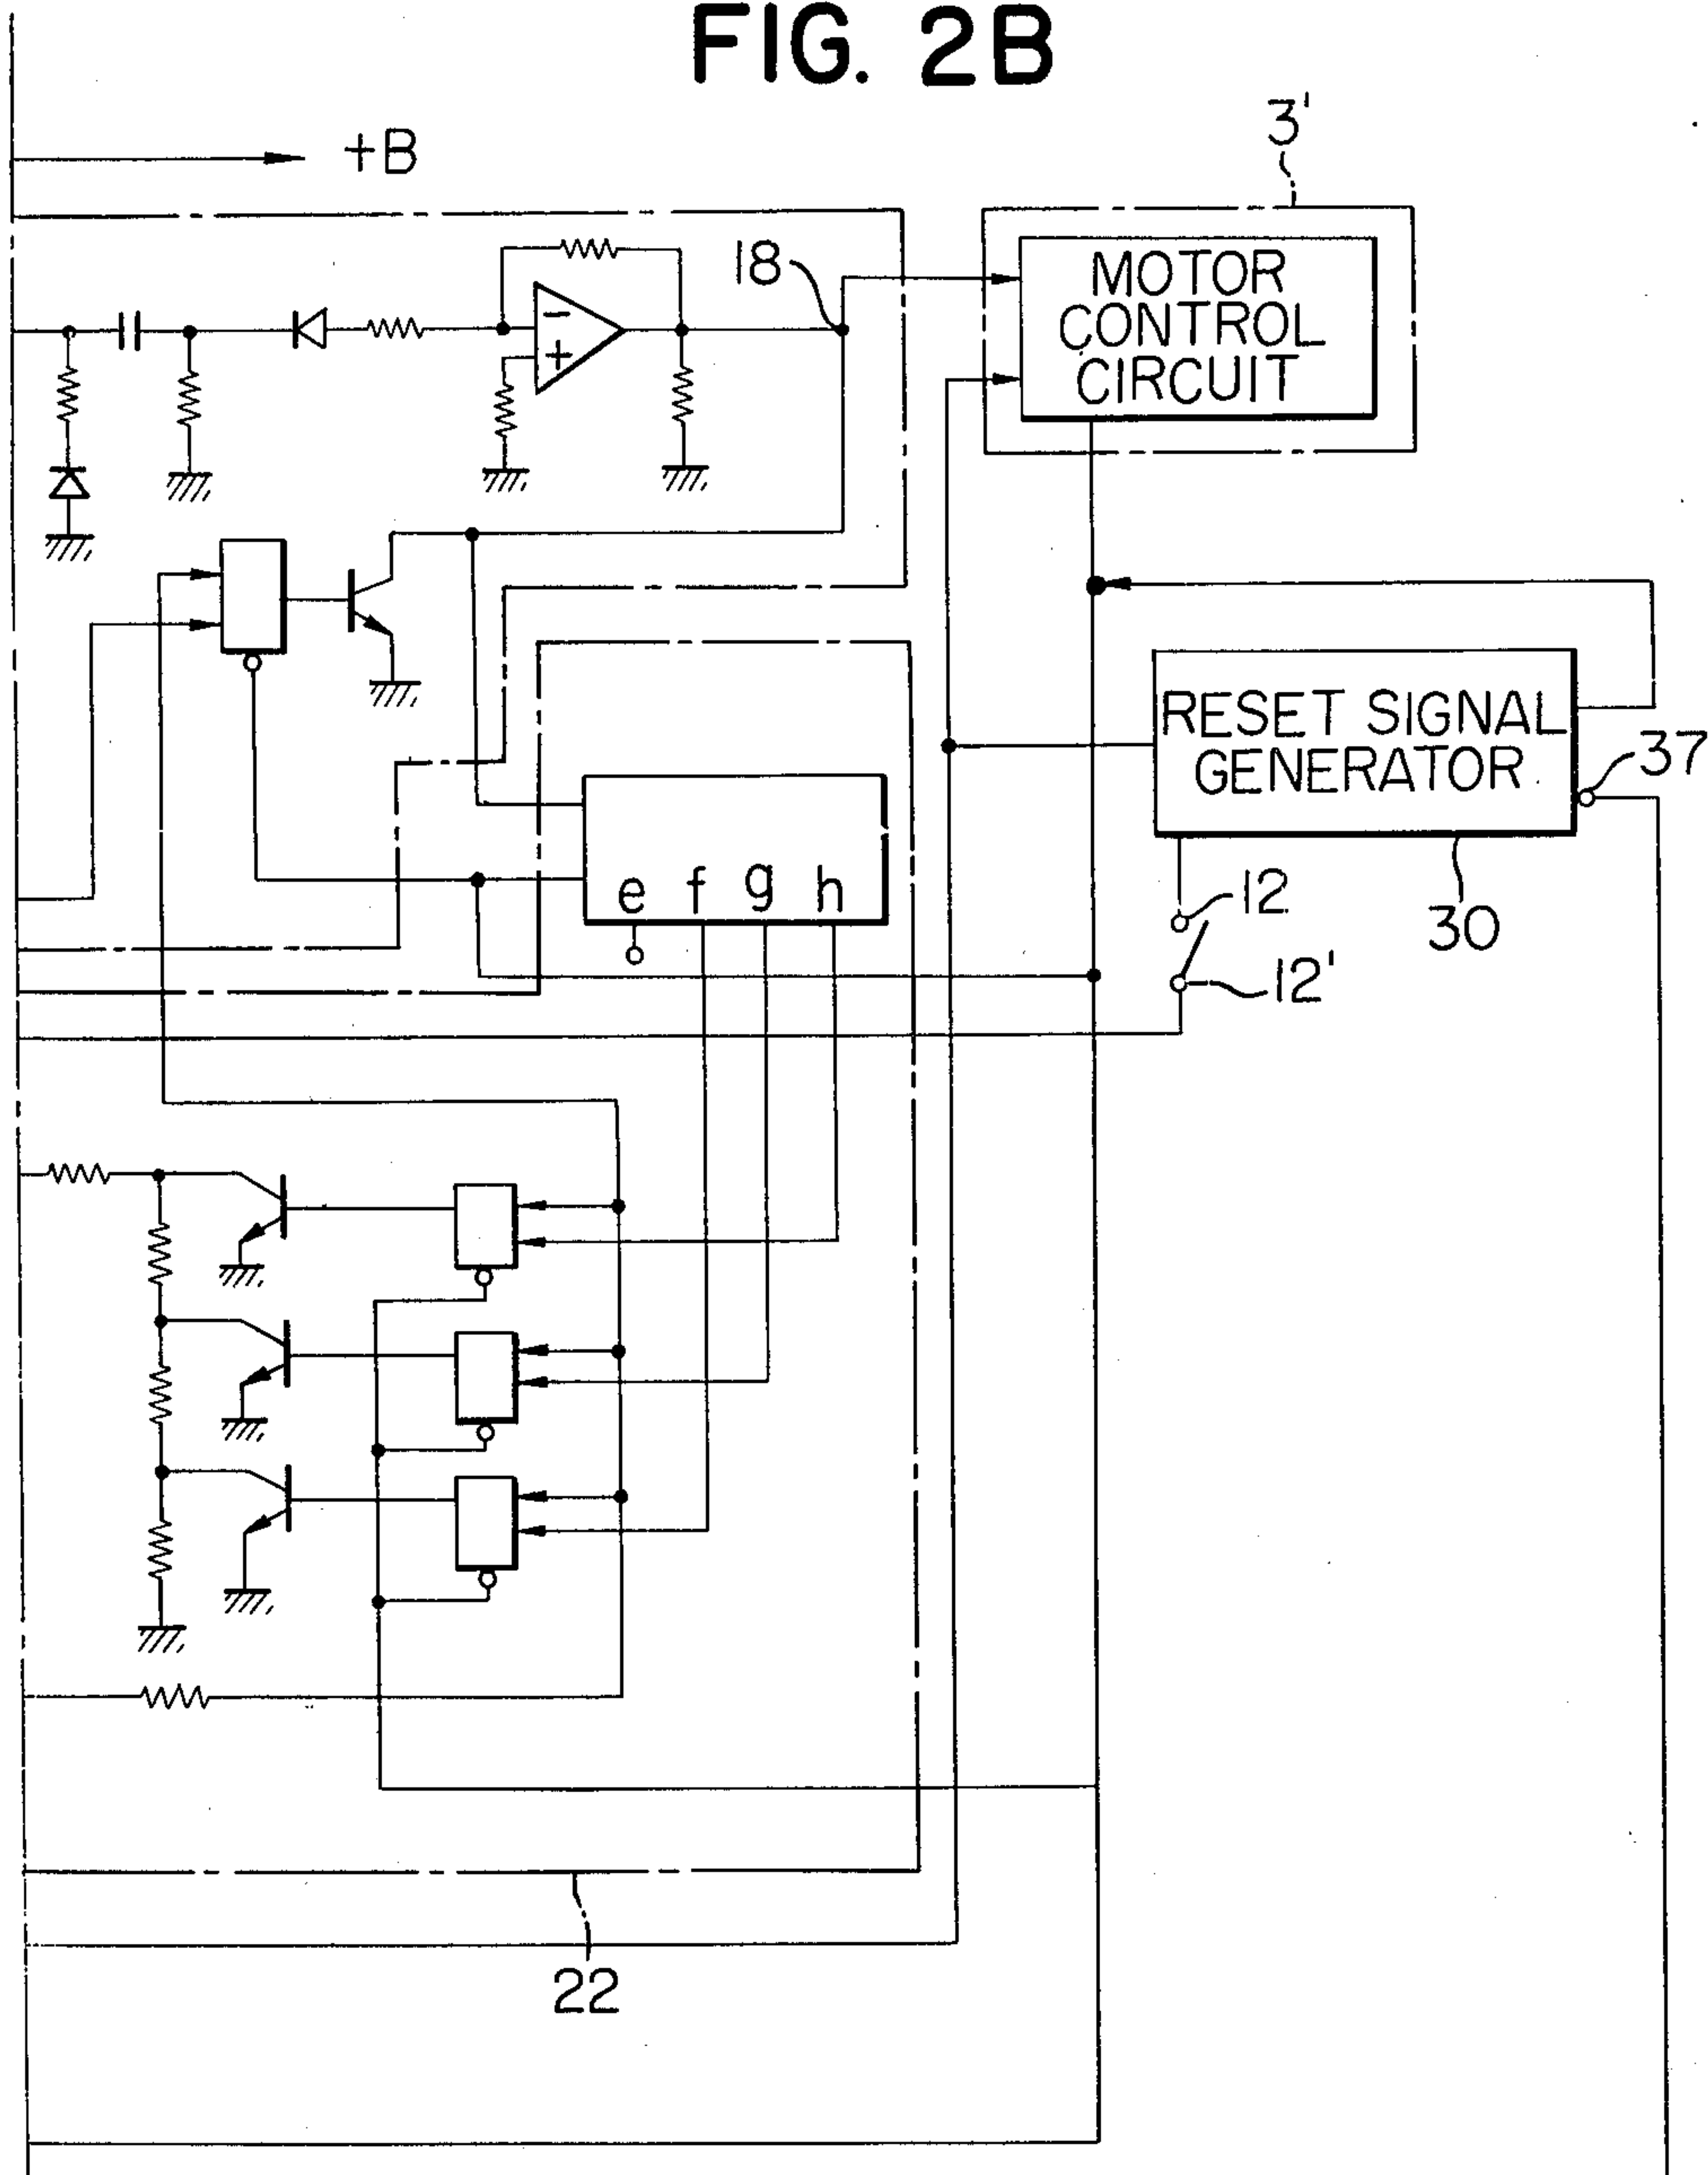 FIG. 2B
3'
+B
18
MOTOR
CONTROL
CIRCUIT
−
+
RESET SIGNAL
GENERATOR
37
e f g h
12
30
12'
22